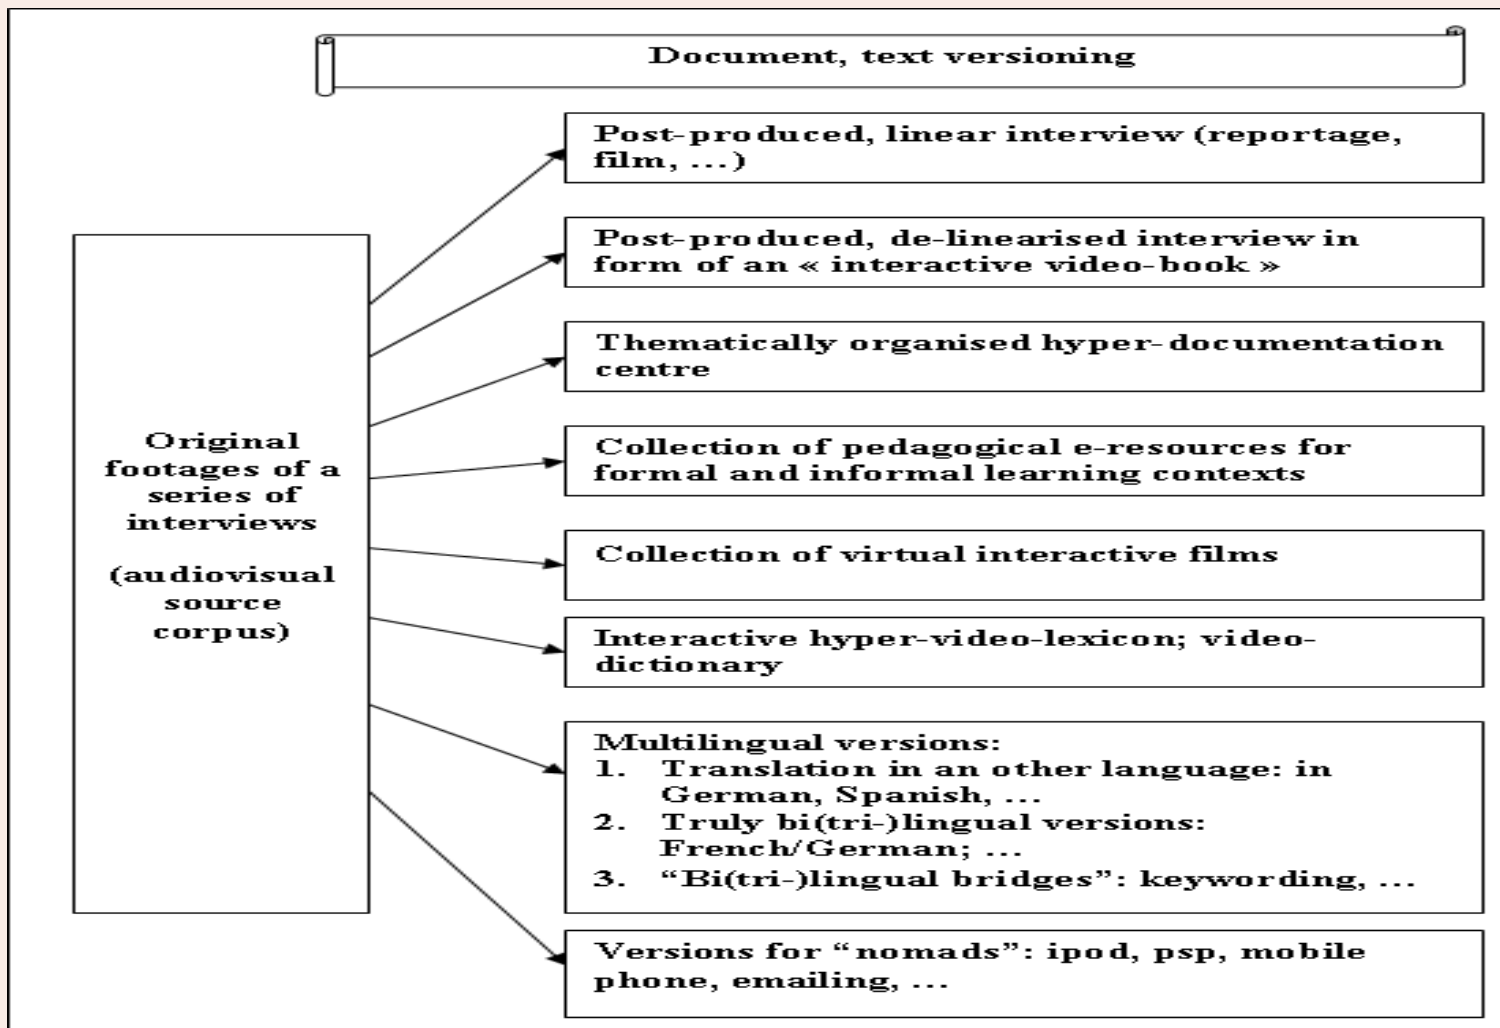 Document, text versioning
Original
footages of a
series of
interviews
(audiovisual
source
corpus)
Post-produced, linear interview (reportage,
film, …)
Post-produced, de-linearised interview in
form of an « interactive video-book »
Thematically organised hyper-documentation
centre
Collection of pedagogical e-resources for
formal and informal learning contexts
Collection of virtual interactive films
Interactive hyper-video-lexicon; video-
dictionary
Multilingual versions:
1. Translation in an other language: in
German, Spanish, …
2. Truly bi(tri-)lingual versions:
French/German; …
3. “Bi(tri-)lingual bridges”: keywording, …
Versions for “nomads”: ipod, psp, mobile
phone, emailing, …